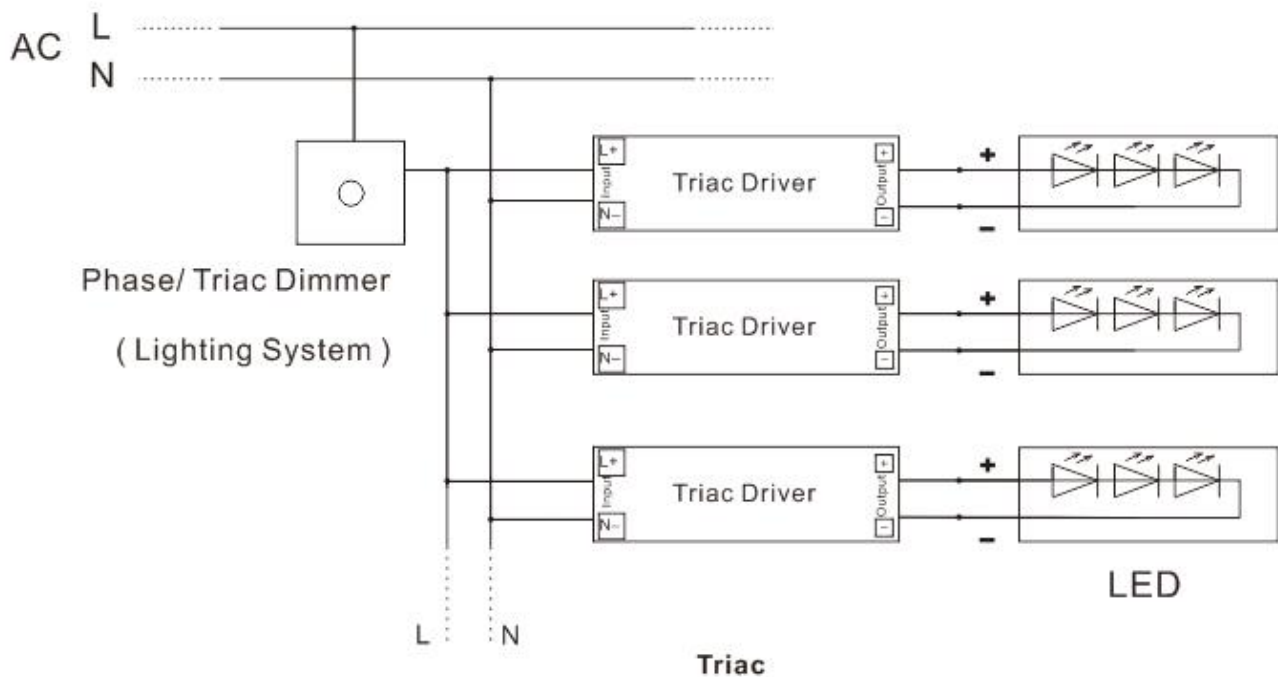 AC
L
N
Phase/ Triac Dimmer
( Lighting System )
L+
Input
N~
Triac Driver
+
Output
−
+
−
L+
Input
N~
Triac Driver
+
Output
−
+
−
L+
Input
N~
Triac Driver
+
Output
−
+
−
LED
L
N
Triac